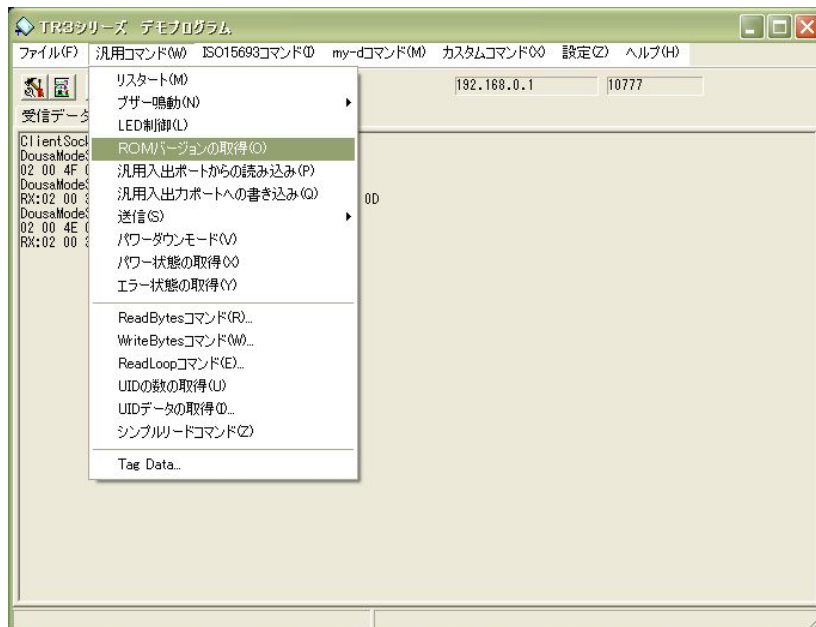 TR3シリーズ デモプログラム
ファイル(F) 汎用コマンド(W) ISO15693コマンド(I) my-dコマンド(M) カスタムコマンド(X) 設定(Z) ヘルプ(H)
192.168.0.1 10777
受信データ
リスタート(M)
ブザー鳴動(N)
LED制御(L)
ROMバージョンの取得(O)
汎用入出ポートからの読み込み(P)
汎用入出力ポートへの書き込み(Q)
送信(S)
パワーダウンモード(V)
パワー状態の取得(X)
エラー状態の取得(Y)
ReadBytesコマンド(R)...
WriteBytesコマンド(W)...
ReadLoopコマンド(E)...
UIDの数の取得(U)
UIDデータの取得(I)...
シンプルリードコマンド(Z)
Tag Data...
ClientSock
DousaModeS
02 00 4F
DousaModeS
RX:02 00 0D
DousaModeS
02 00 4E
RX:02 00